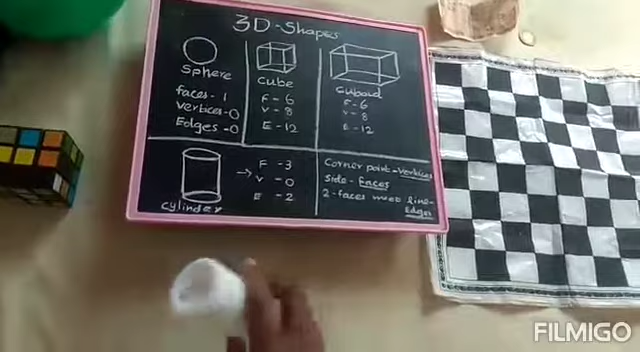 3D-Shapes
Sphere
faces-1
Vertices-0
Edges-0
Cube
F-6
V-8
E-12
Cuboid
F-6
V-8
E-12
cylinder
→ F -3
V -0
E -2
Corner point-Vertices
side-Faces
2-faces meet line-
Edges
FILMIGO